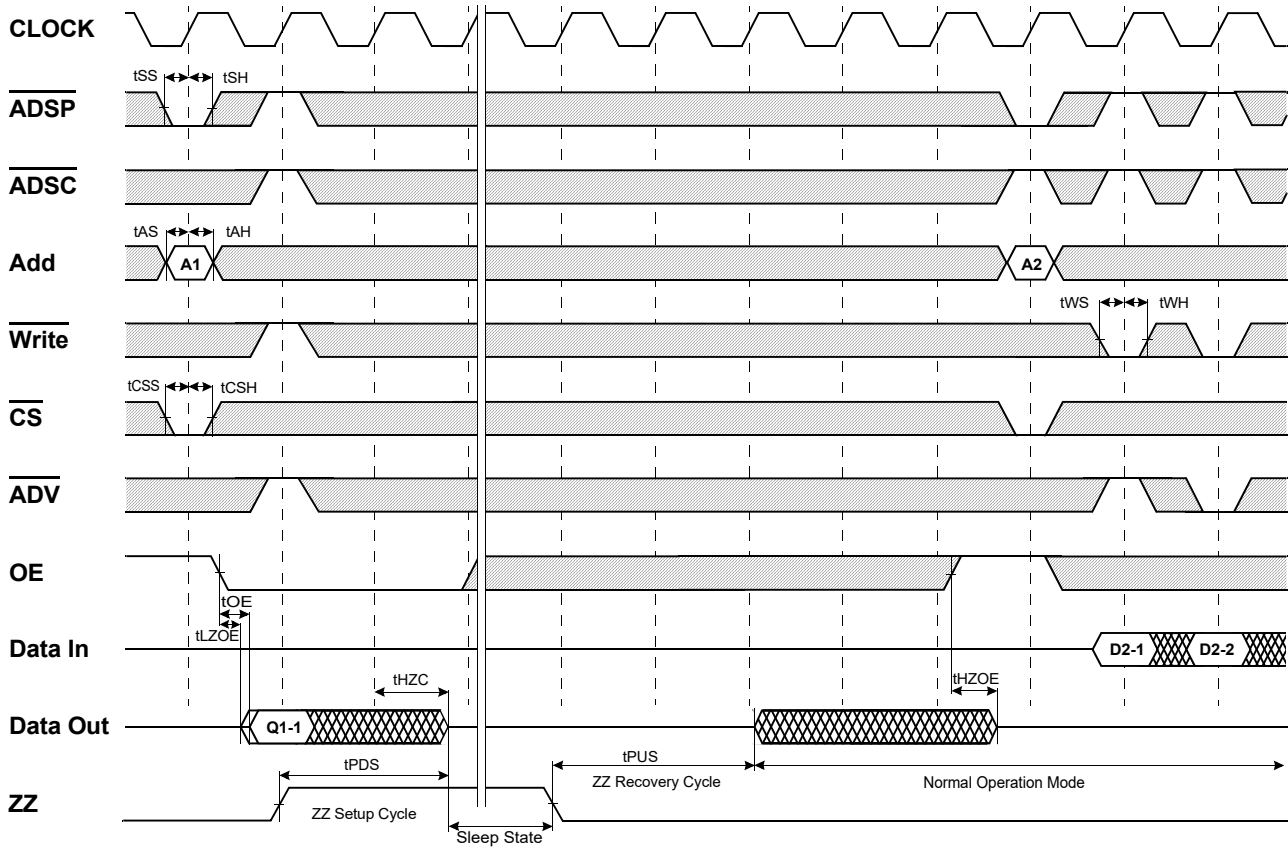 CLOCK
tSS tSH
ADSP
ADSC
tAS tAH
Add A1 A2
tWS tWH
Write
tCSS tCSH
CS
ADV
OE
tOE
tLZOE
Data In D2-1 D2-2
tHZC tHZOE
Data Out Q1-1
tPDS tPUS
ZZ Recovery Cycle Normal Operation Mode
ZZ ZZ Setup Cycle
Sleep State